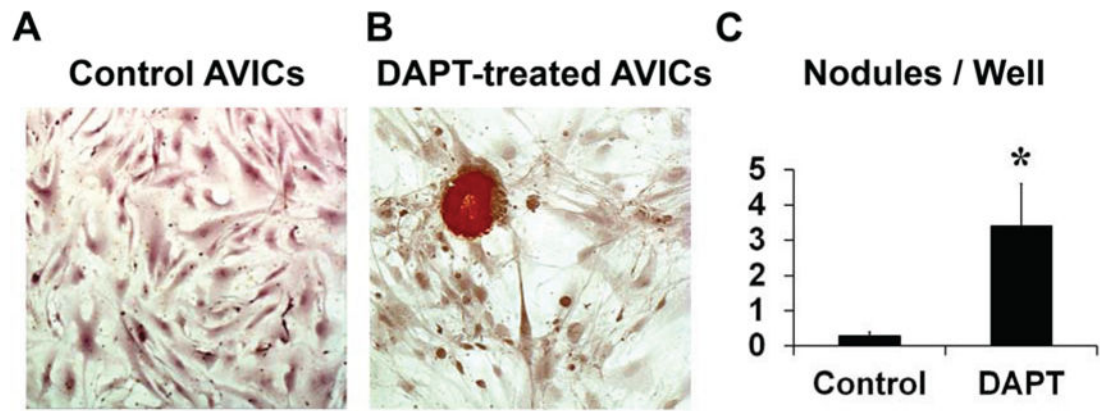 A
Control AVICs
B
DAPT-treated AVICs
C
Nodules / Well
5
4
3
2
1
0
*
Control
DAPT